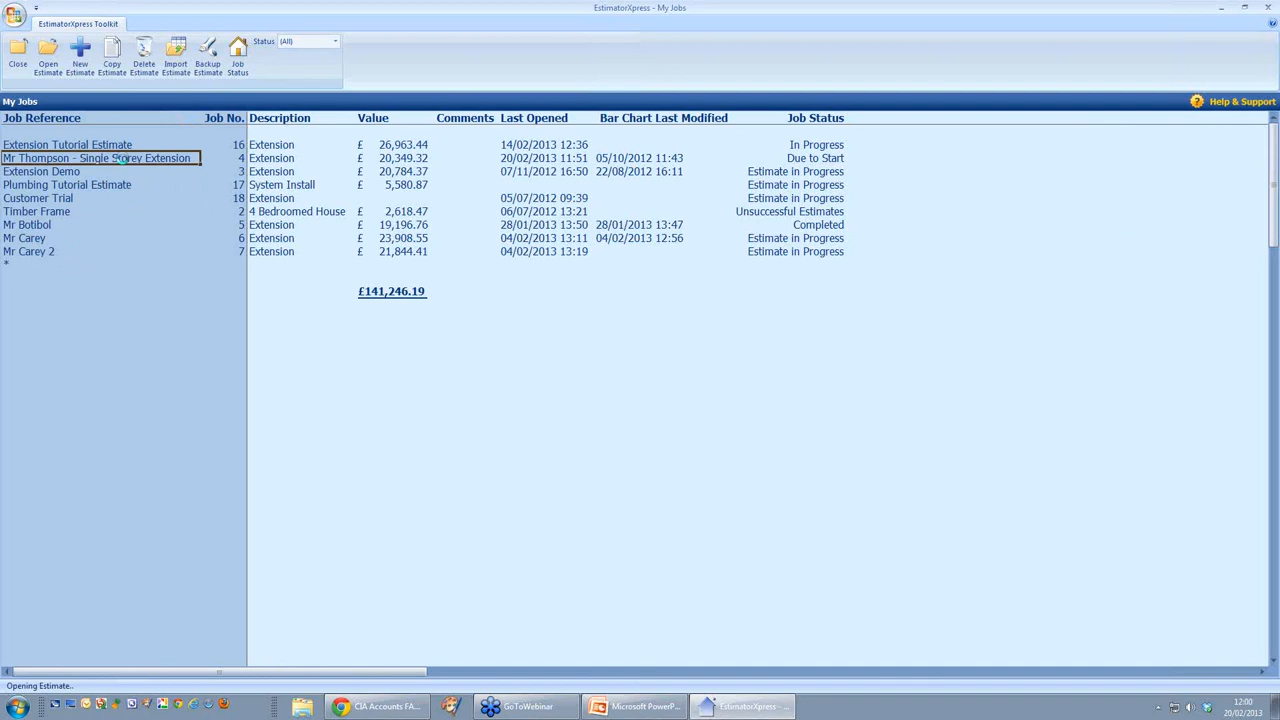 EstimatorXpress - My Jobs
EstimatorXpress Toolkit
Close
Open Estimate
New Estimate
Copy Estimate
Delete Estimate
Import Estimate
Backup Estimate
Job Status
Status (All)
My Jobs
Help & Support
Job Reference Job No. Description Value Comments Last Opened Bar Chart Last Modified Job Status
Extension Tutorial Estimate 16 Extension £ 26,963.44 14/02/2013 12:36 In Progress
Mr Thompson - Single Storey Extension 4 Extension £ 20,349.32 20/02/2013 11:51 05/10/2012 11:43 Due to Start
Extension Demo 3 Extension £ 20,784.37 07/11/2012 16:50 22/08/2012 16:11 Estimate in Progress
Plumbing Tutorial Estimate 17 System Install £ 5,580.87 Estimate in Progress
Customer Trial 18 Extension 05/07/2012 09:39 Estimate in Progress
Timber Frame 2 4 Bedroomed House £ 2,618.47 06/07/2012 13:21 Unsuccessful Estimates
Mr Botibol 5 Extension £ 19,196.76 28/01/2013 13:50 28/01/2013 13:47 Completed
Mr Carey 6 Extension £ 23,908.55 04/02/2013 13:11 04/02/2013 12:56 Estimate in Progress
Mr Carey 2 7 Extension £ 21,844.41 04/02/2013 13:19 Estimate in Progress
*
£141,246.19
Opening Estimate..
CIA Accounts FA...
GoToWebinar
Microsoft PowerP...
EstimatorXpress - ...
12:00
20/02/2013